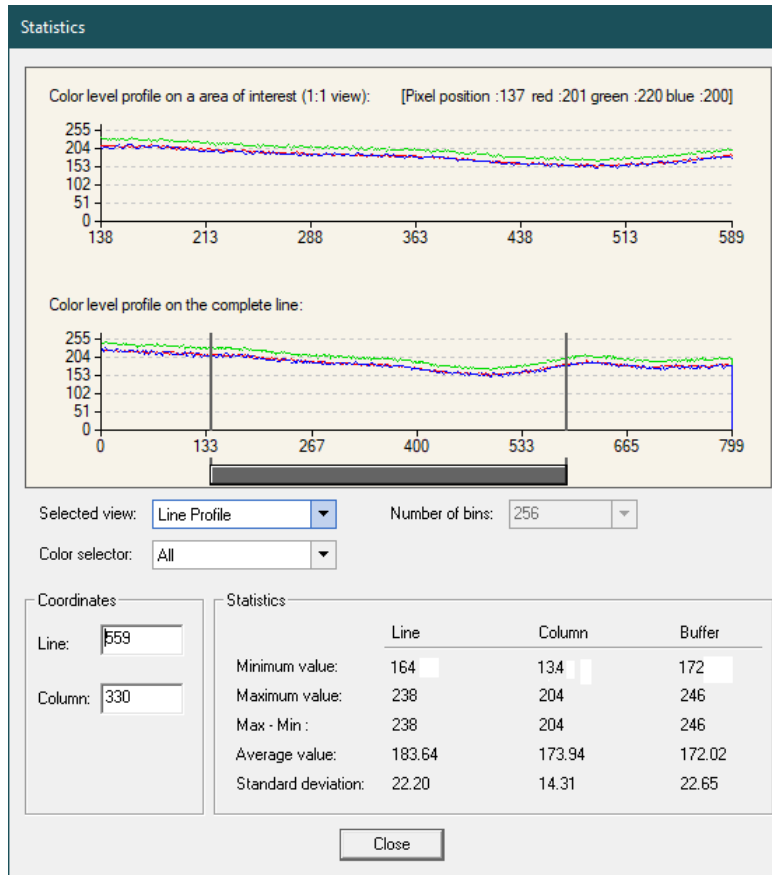 Statistics
Color level profile on a area of interest (1:1 view): [Pixel position :137 red :201 green :220 blue :200]
255
204
153
102
51
0
138 213 288 363 438 513 589
Color level profile on the complete line:
255
204
153
102
51
0
0 133 267 400 533 665 799
Selected view: Line Profile Number of bins: 256
Color selector: All
Coordinates
Line: 559
Column: 330
Statistics
Line Column Buffer
Minimum value: 164 13.4 172
Maximum value: 238 204 246
Max - Min : 238 204 246
Average value: 183.64 173.94 172.02
Standard deviation: 22.20 14.31 22.65
Close